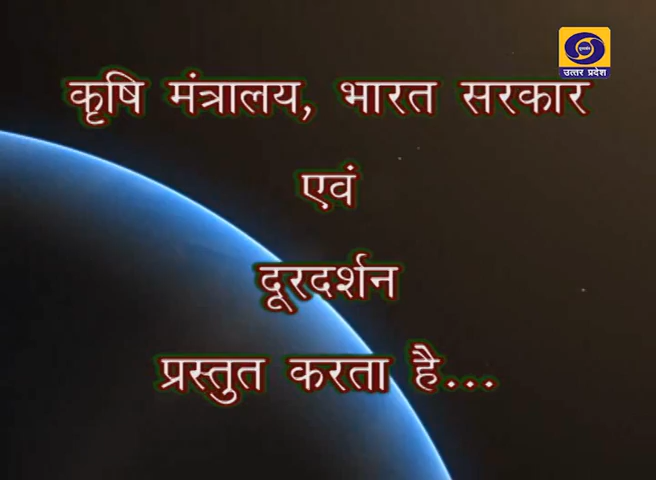 उत्तर प्रदेश
कृषि मंत्रालय, भारत सरकार
एवं
दूरदर्शन
प्रस्तुत करता है...